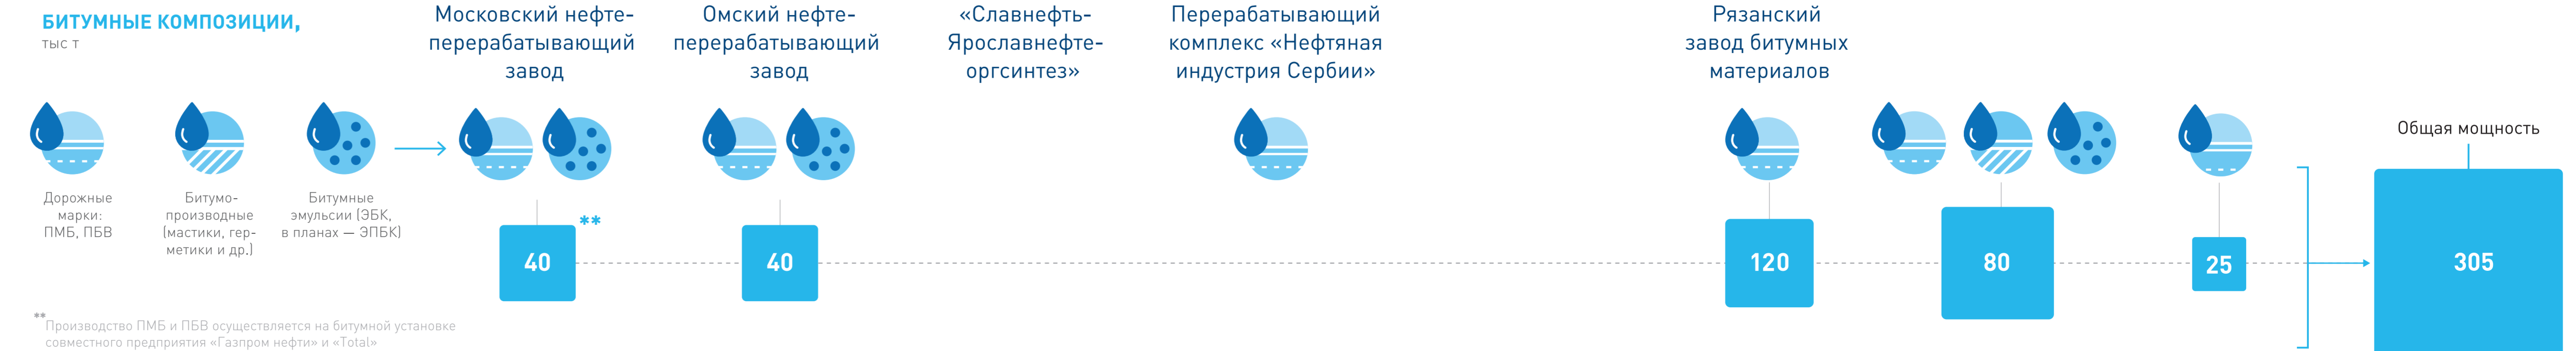 БИТУМНЫЕ КОМПОЗИЦИИ,
тыс т
Московский нефте-
перерабатывающий
завод
Омский нефте-
перерабатывающий
завод
«Славнефть-
Ярославнефте-
оргсинтез»
Перерабатывающий
комплекс «Нефтяная
индустрия Сербии»
Рязанский
завод битумных
материалов
Дорожные
марки:
ПМБ, ПБВ
Битумо-
производные
(мастики, гер-
метики и др.)
Битумные
эмульсии (ЭБК,
в планах — ЭПБК)
40
**
40
120
80
25
Общая мощность
305
**Производство ПМБ и ПБВ осуществляется на битумной установке
совместного предприятия «Газпром нефти» и «Total»